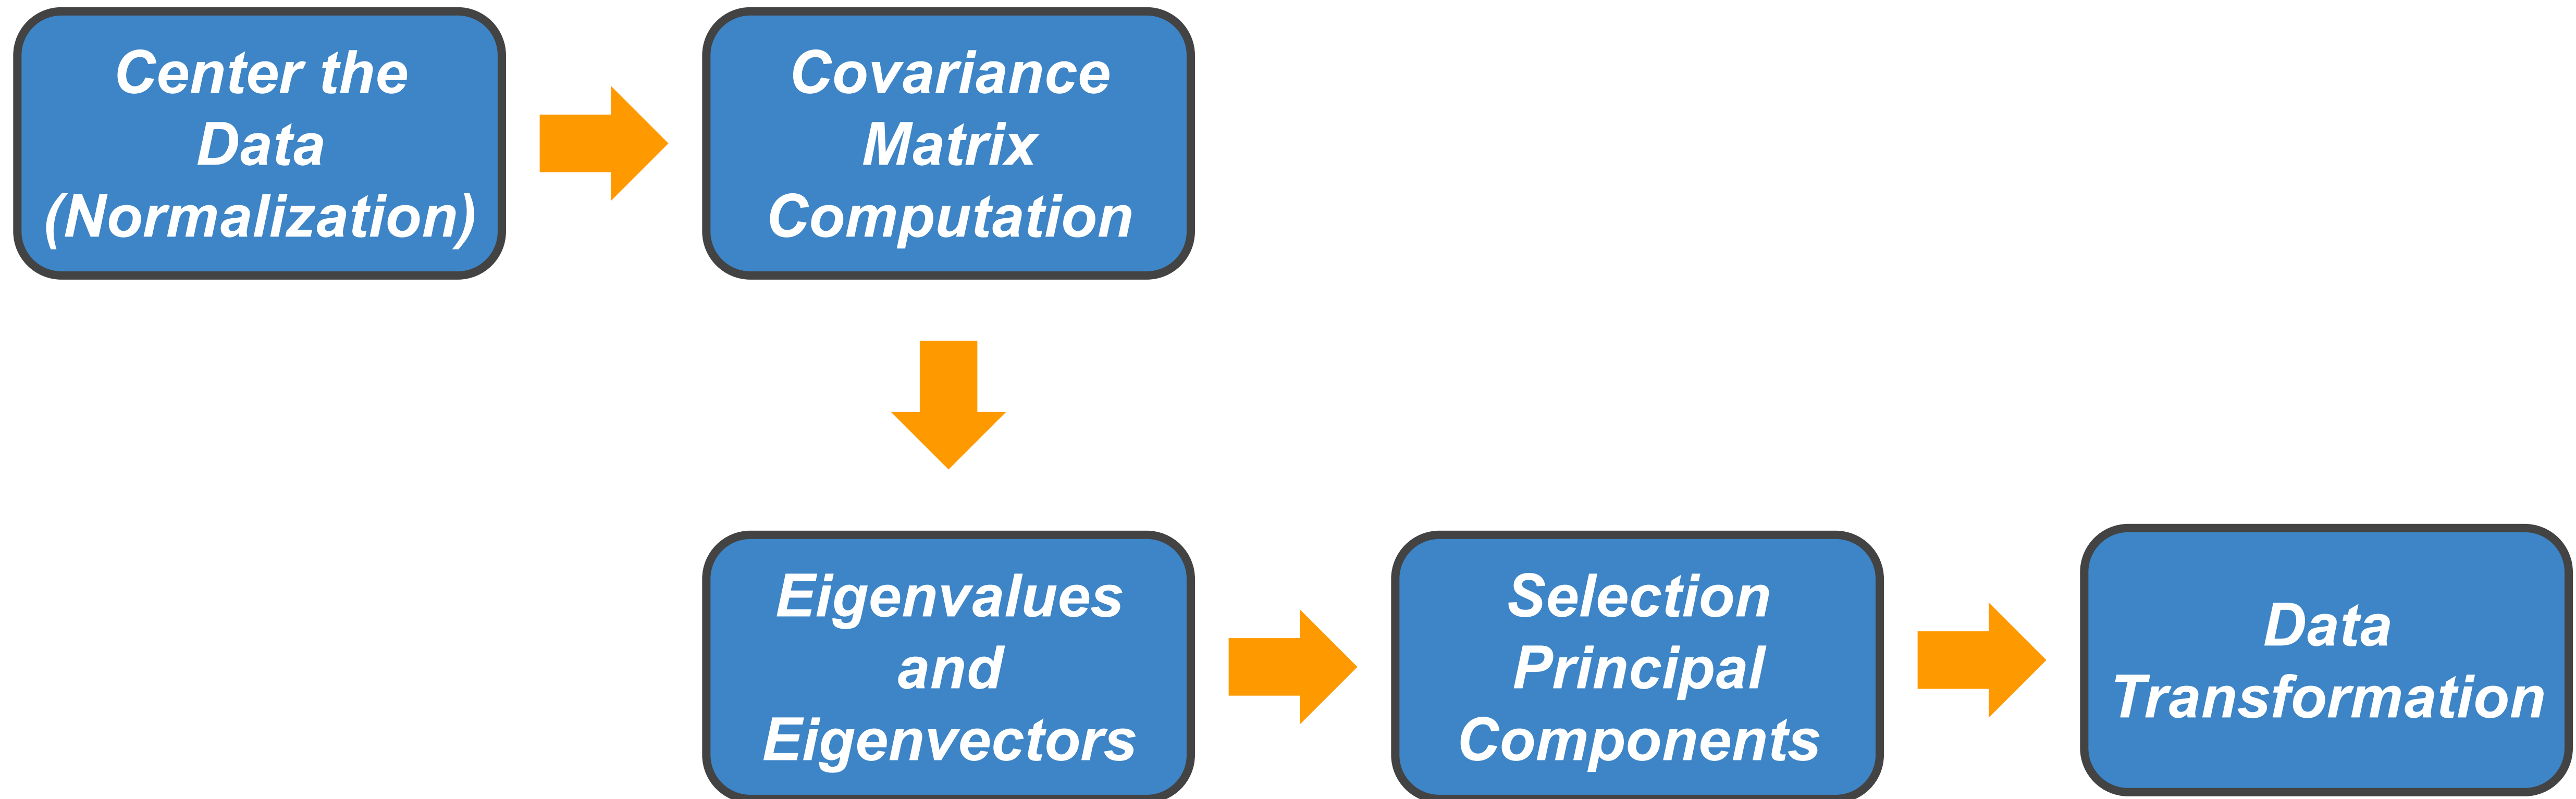 Center the
Data
(Normalization)
Covariance
Matrix
Computation
Eigenvalues
and
Eigenvectors
Selection
Principal
Components
Data
Transformation